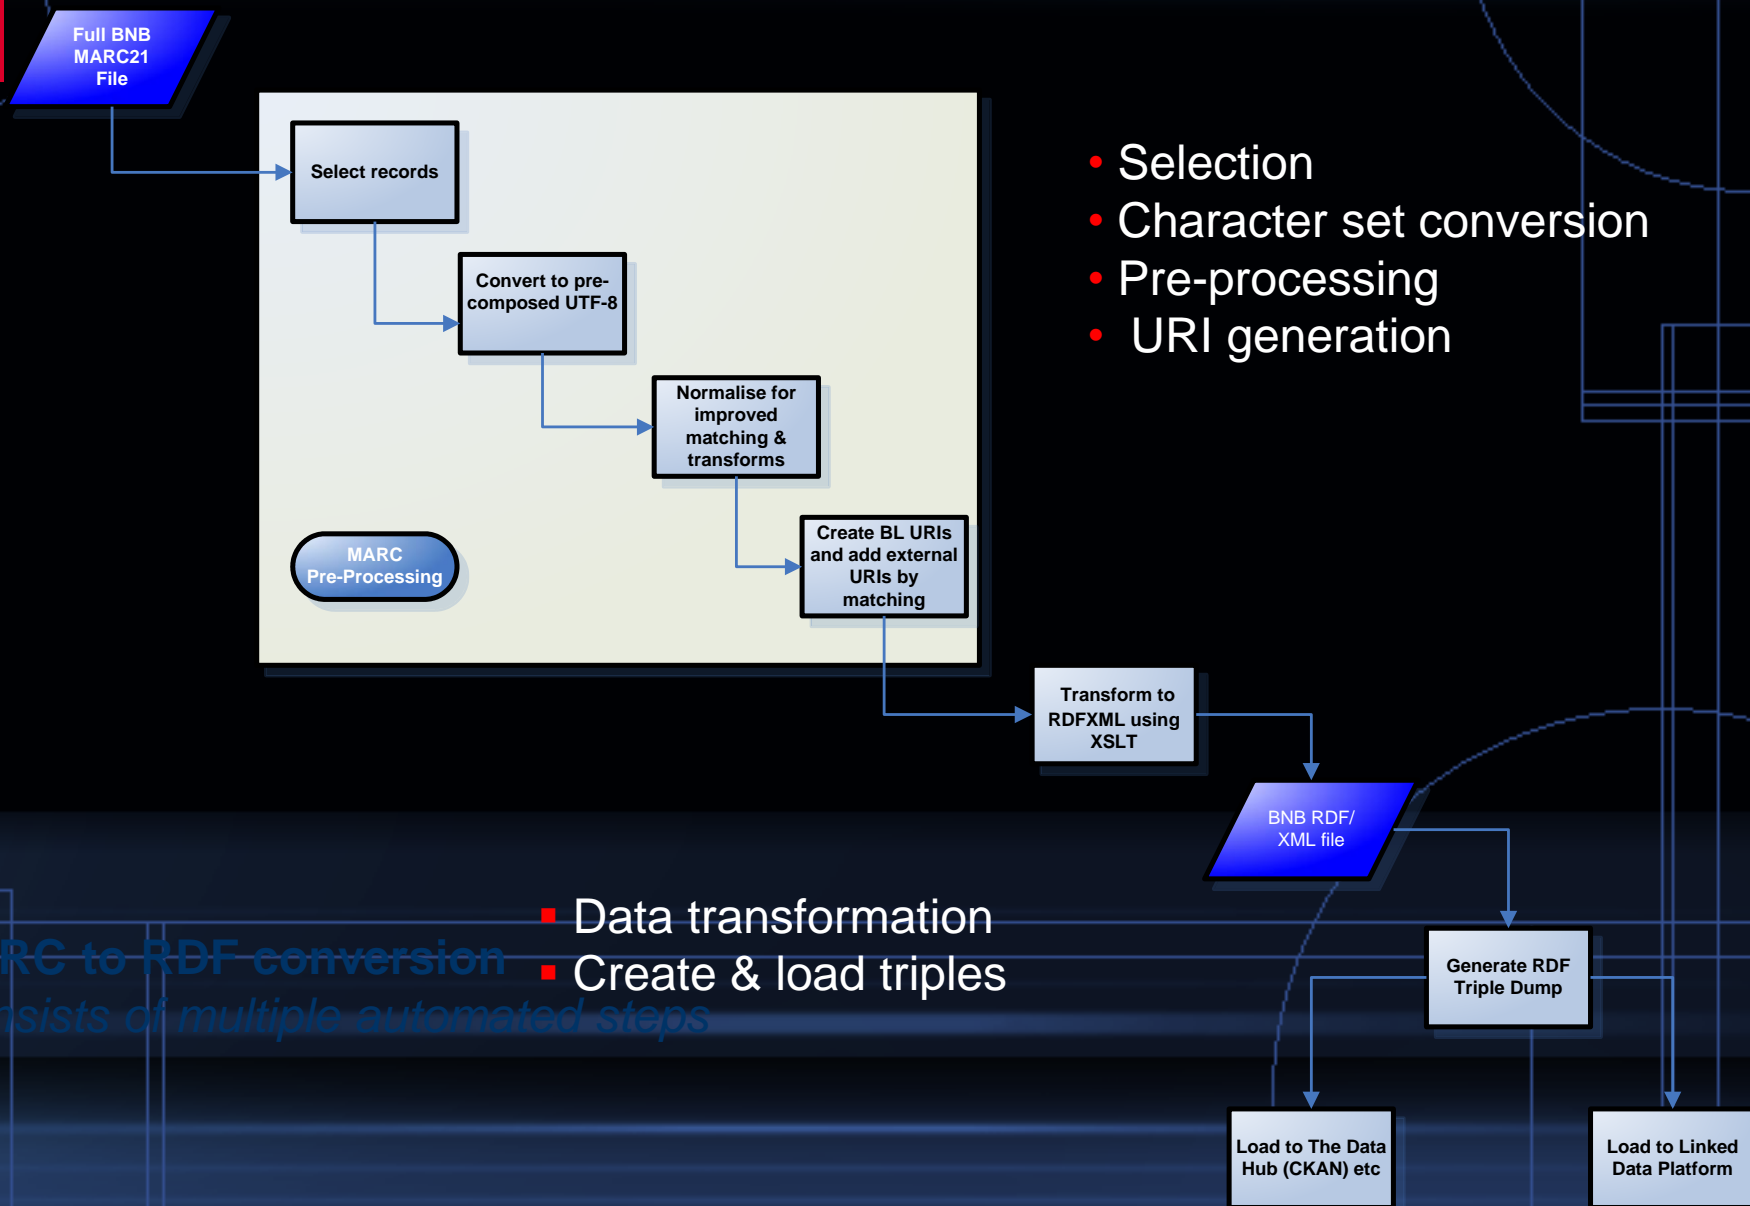 Full BNB
MARC21
File
Select records
Convert to pre-
composed UTF-8
Normalise for
improved
matching &
transforms
Create BL URIs
and add external
URIs by
matching
MARC
Pre-Processing
• Selection
• Character set conversion
• Pre-processing
• URI generation
Transform to
RDFXML using
XSLT
BNB RDF/
XML file
▪ Data transformation
▪ Create & load triples
RC to RDF conversion
nsists of multiple automated steps
Generate RDF
Triple Dump
Load to The Data
Hub (CKAN) etc
Load to Linked
Data Platform